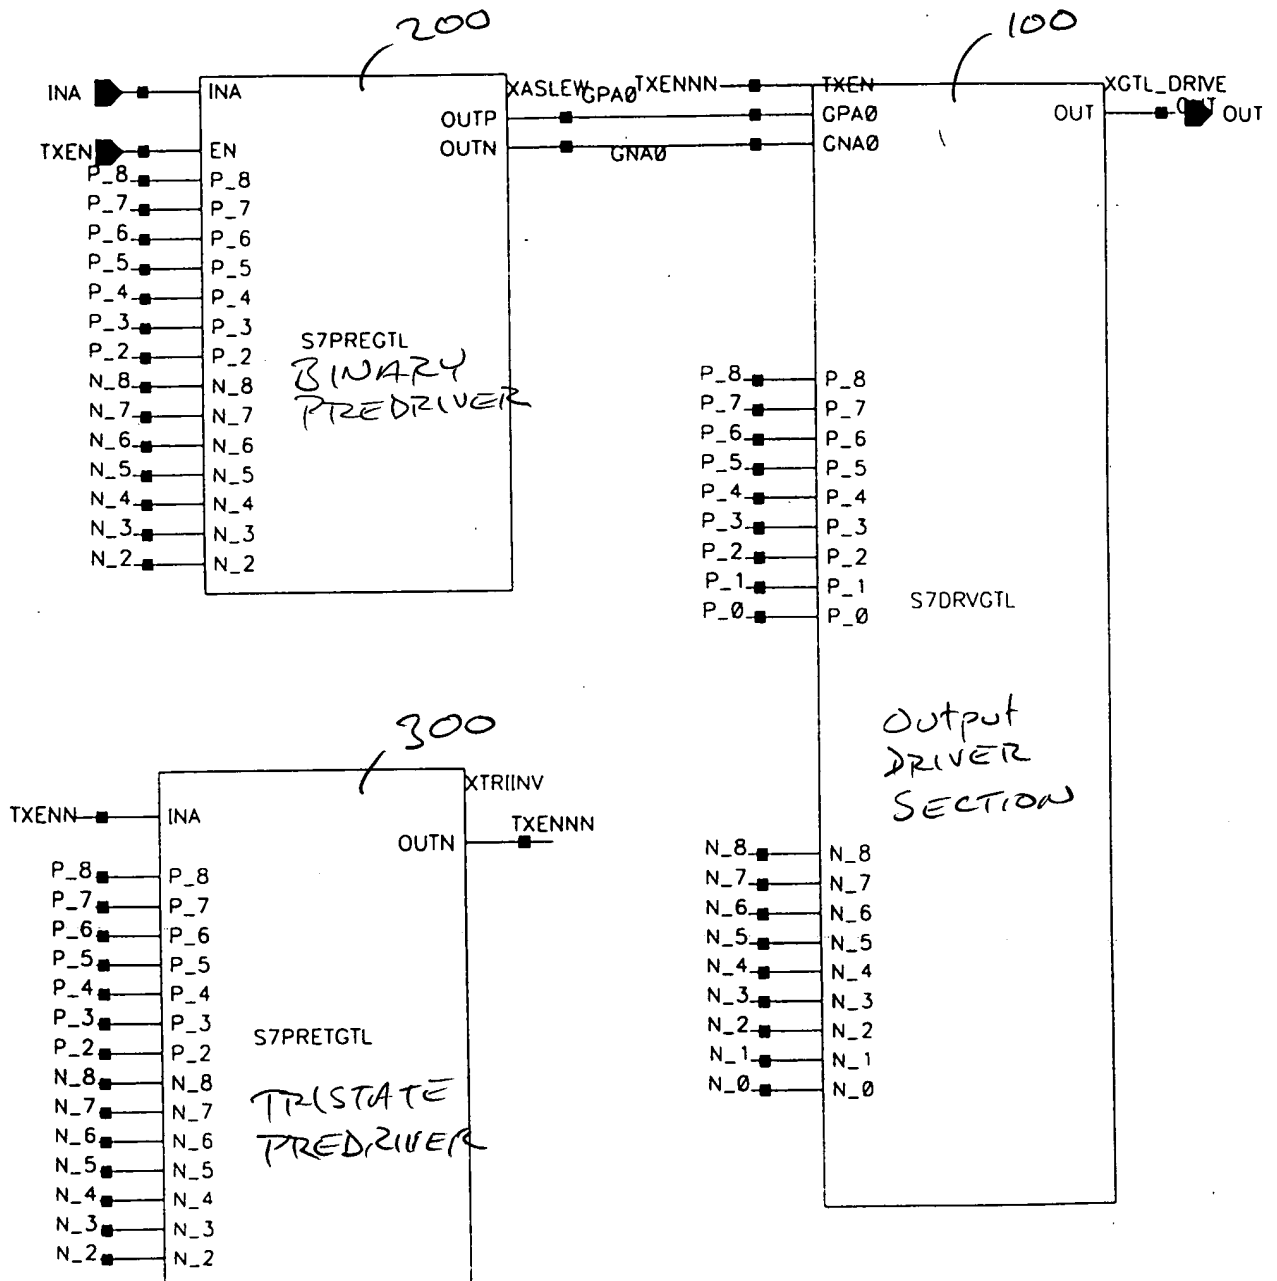 200
INA
INA
XASLEW
OUTP
OUTN
TXEN
EN
P_8
P_8
P_7
P_7
P_6
P_6
P_5
P_5
P_4
P_4
P_3
P_3
P_2
P_2
N_8
N_8
N_7
N_7
N_6
N_6
N_5
N_5
N_4
N_4
N_3
N_3
N_2
N_2
S7PREGTL
BINARY
PREDRIVER
GPA0
GNA0
100
TXENNN
TXEN
XGTL_DRIVE
GPA0
GNA0
OUT
OUT
OUT
P_8
P_8
P_7
P_7
P_6
P_6
P_5
P_5
P_4
P_4
P_3
P_3
P_2
P_2
P_1
P_1
P_0
P_0
S7DRVGTL
Output
DRIVER
SECTION
N_8
N_8
N_7
N_7
N_6
N_6
N_5
N_5
N_4
N_4
N_3
N_3
N_2
N_2
N_1
N_1
N_0
N_0
300
TXENN
INA
XTRIINV
OUTN
TXENNN
P_8
P_8
P_7
P_7
P_6
P_6
P_5
P_5
P_4
P_4
P_3
P_3
P_2
P_2
N_8
N_8
N_7
N_7
N_6
N_6
N_5
N_5
N_4
N_4
N_3
N_3
N_2
N_2
S7PRETGTL
TRISTATE
PREDRIVER